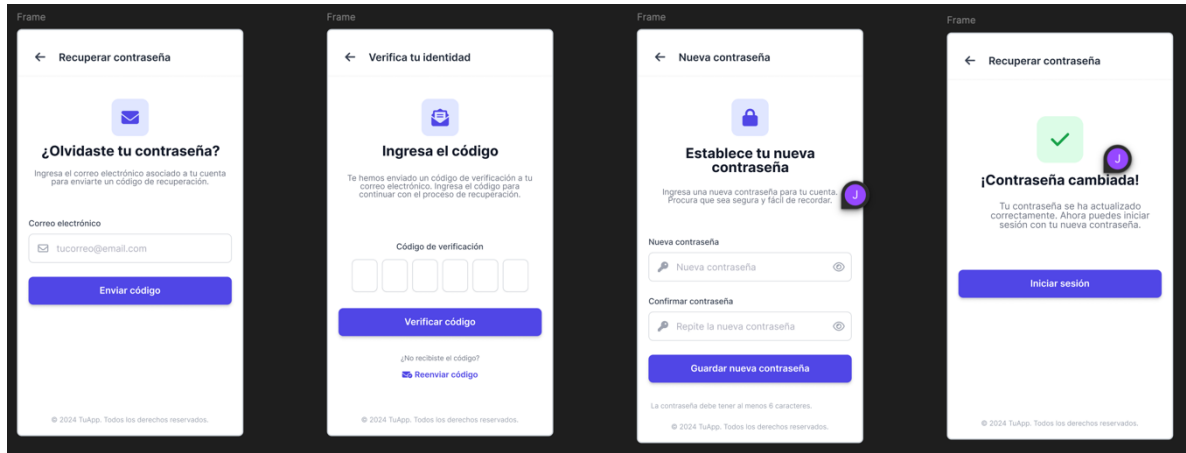 Frame
Recuperar contraseña
¿Olvidaste tu contraseña?
Ingresa el correo electrónico asociado a tu cuenta
para enviarte un código de recuperación.
Correo electrónico
tucorreo@email.com
Enviar código
© 2024 TuApp. Todos los derechos reservados.
Frame
Verifica tu identidad
Ingresa el código
Te hemos enviado un código de verificación a tu
correo electrónico. Ingresa el código para
continuar con el proceso de recuperación.
Código de verificación
Verificar código
¿No recibiste el código?
Reenviar código
© 2024 TuApp. Todos los derechos reservados.
Frame
Nueva contraseña
Establece tu nueva
contraseña
Ingresa una nueva contraseña para tu cuenta.
Procura que sea segura y fácil de recordar.
J
Nueva contraseña
Nueva contraseña
Confirmar contraseña
Repite la nueva contraseña
Guardar nueva contraseña
La contraseña debe tener al menos 6 caracteres.
© 2024 TuApp. Todos los derechos reservados.
Frame
Recuperar contraseña
J
¡Contraseña cambiada!
Tu contraseña se ha actualizado
correctamente. Ahora puedes iniciar
sesión con tu nueva contraseña.
Iniciar sesión
© 2024 TuApp. Todos los derechos reservados.